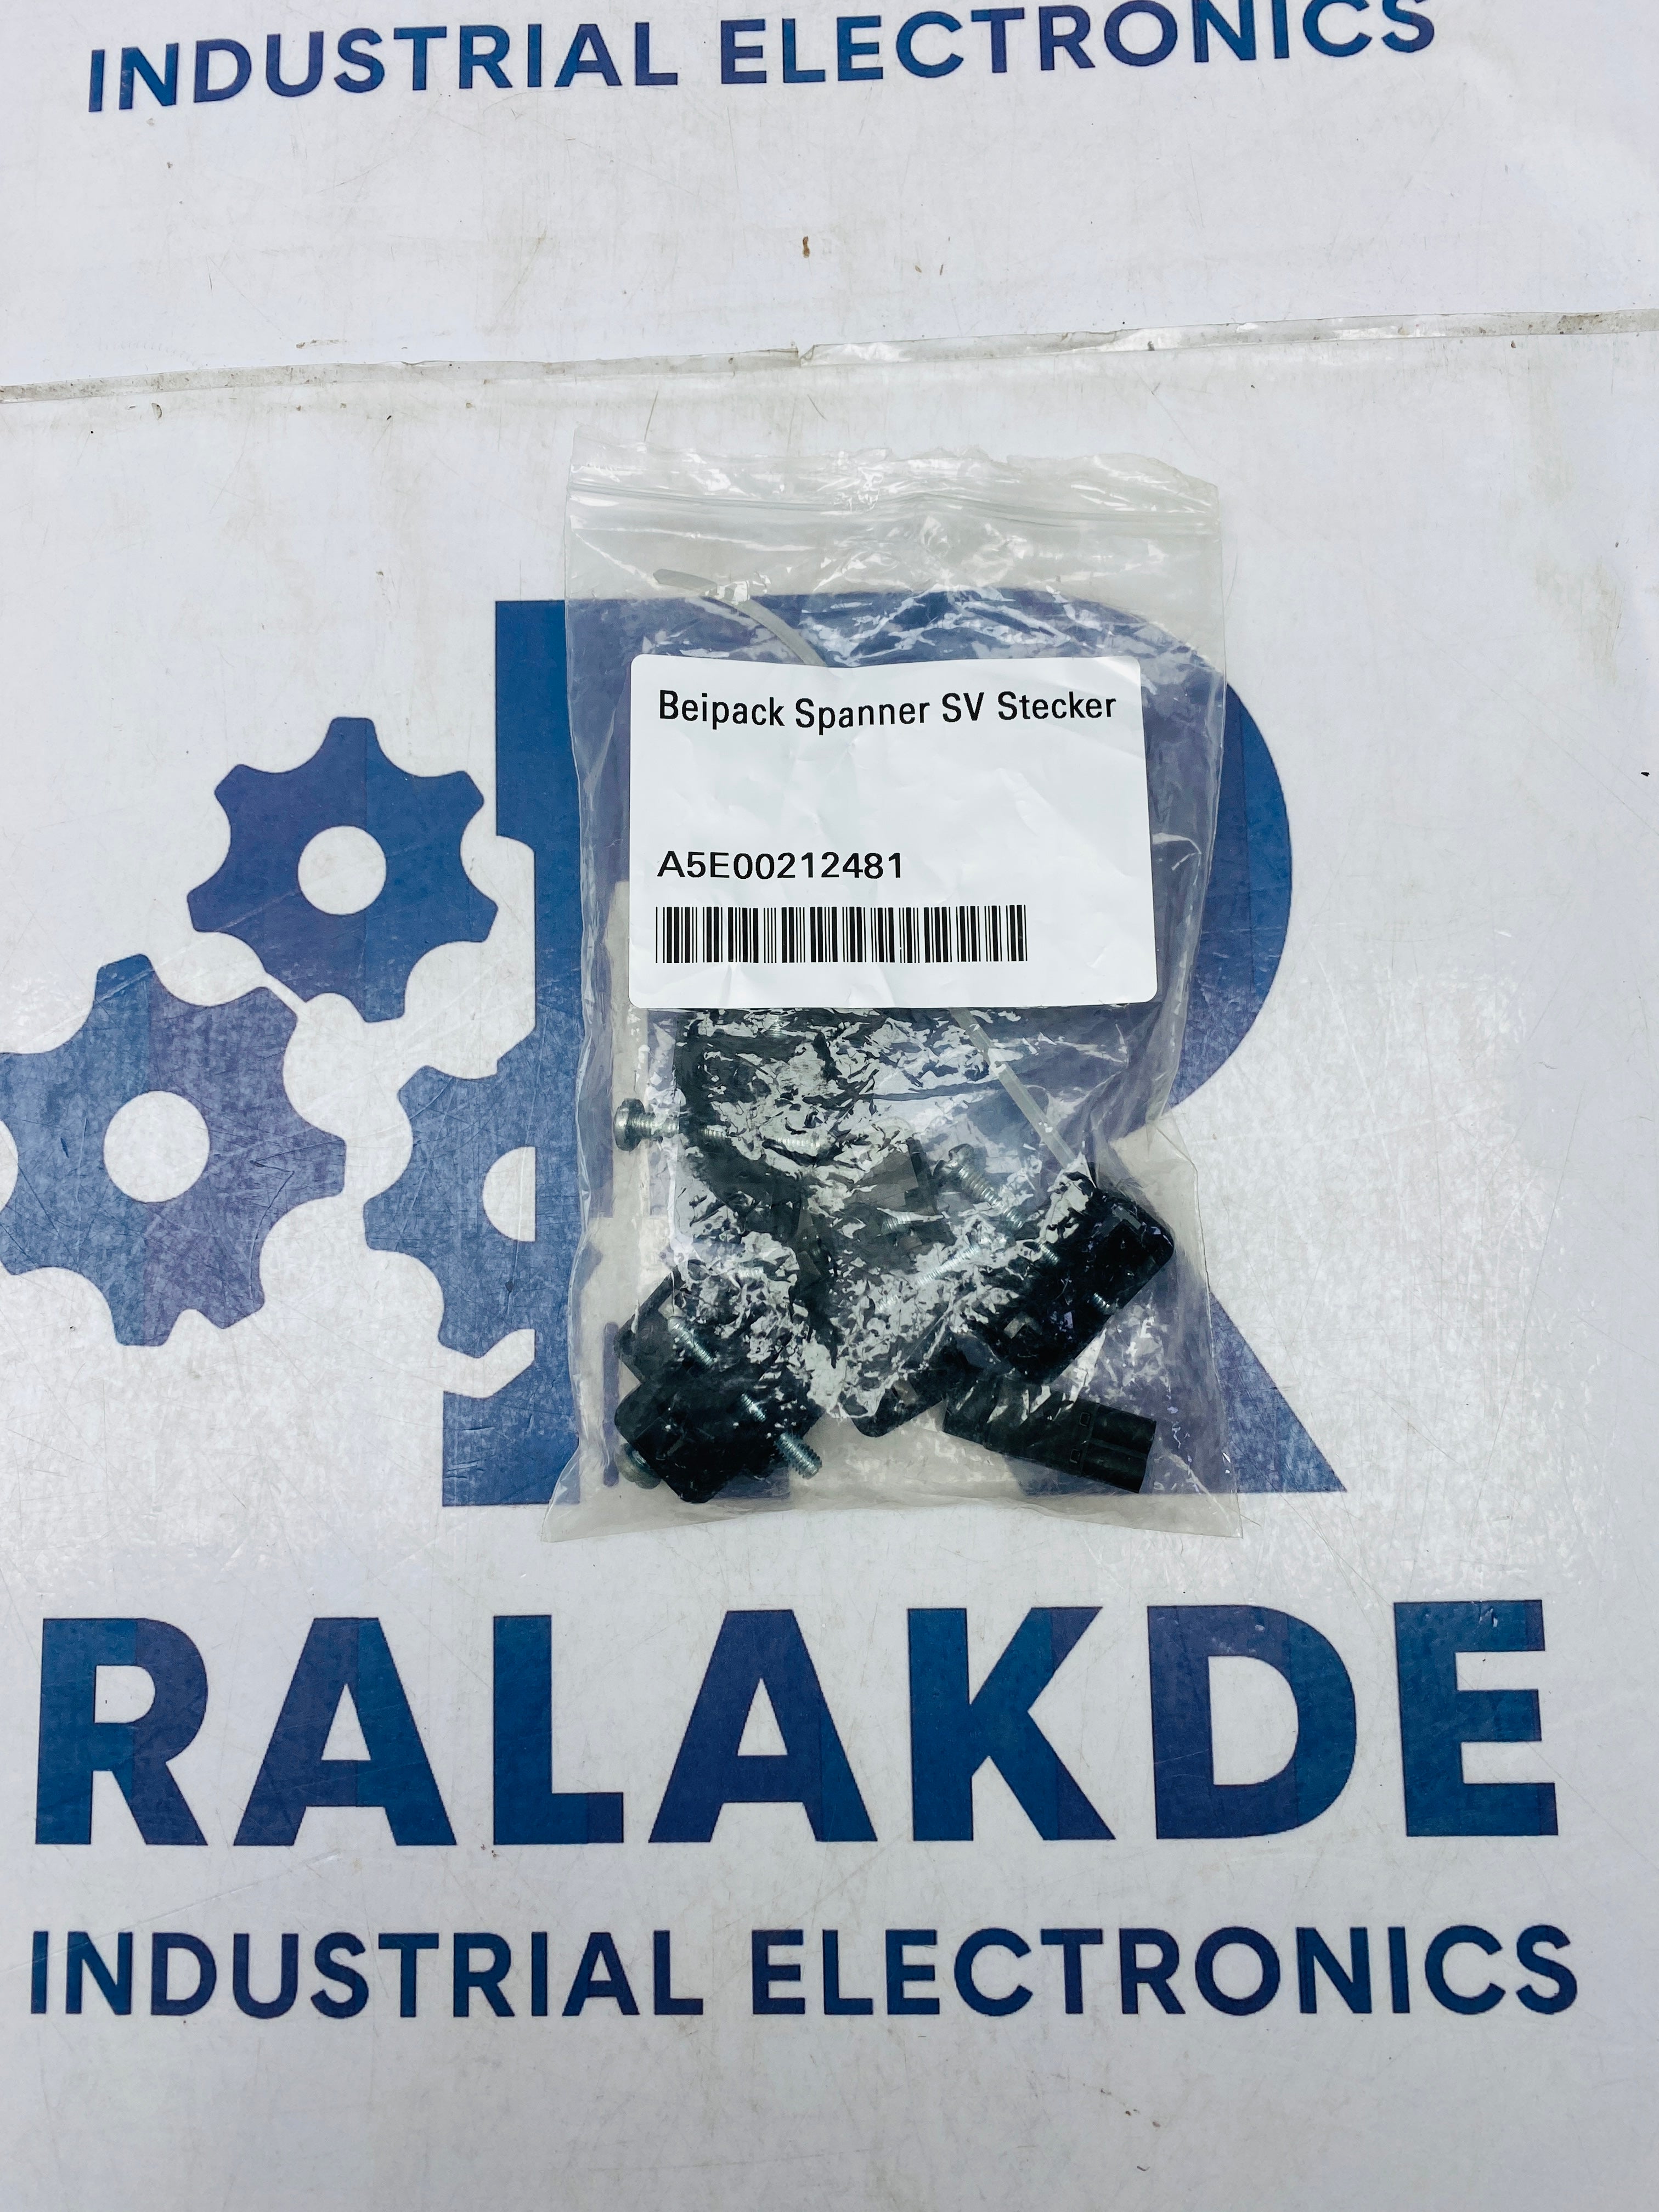 INDUSTRIAL ELECTRONICS
Beipack Spanner SV Stecker
A5E00212481
RALAKDE
INDUSTRIAL ELECTRONICS